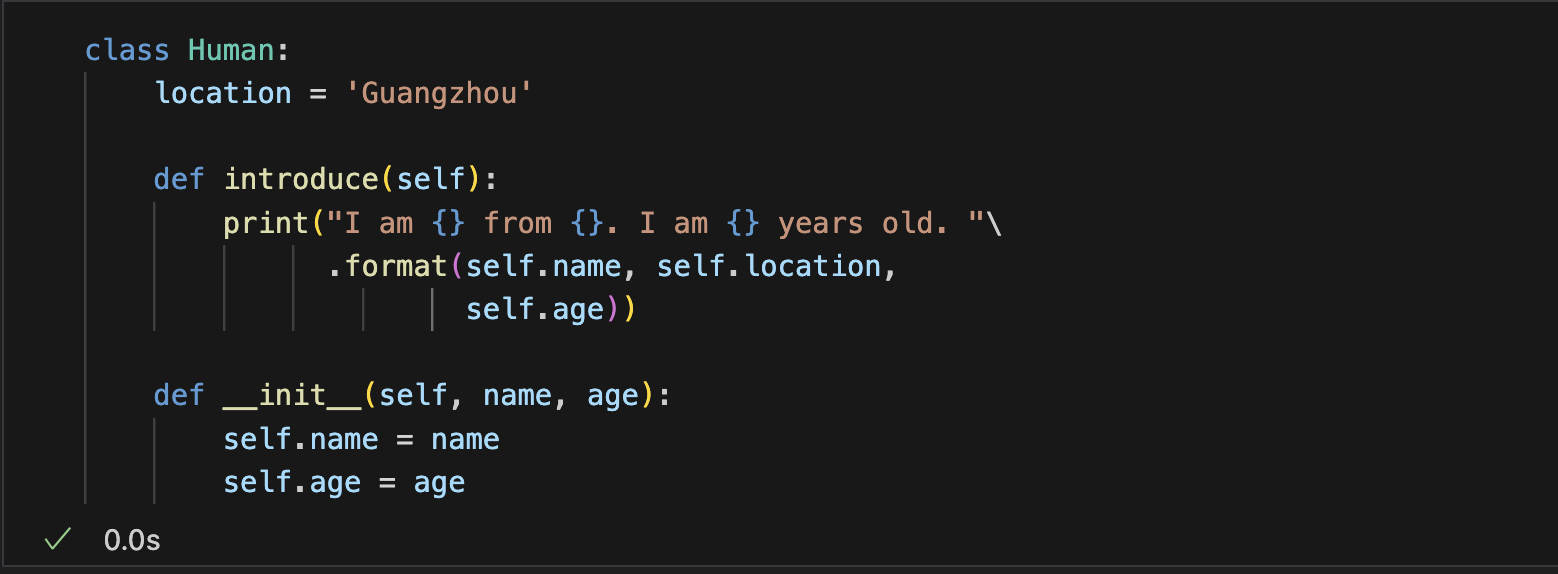 class Human:
    location = 'Guangzhou'

    def introduce(self):
        print("I am {} from {}. I am {} years old. "\
              .format(self.name, self.location,
                      self.age))

    def __init__(self, name, age):
        self.name = name
        self.age = age
✓ 0.0s